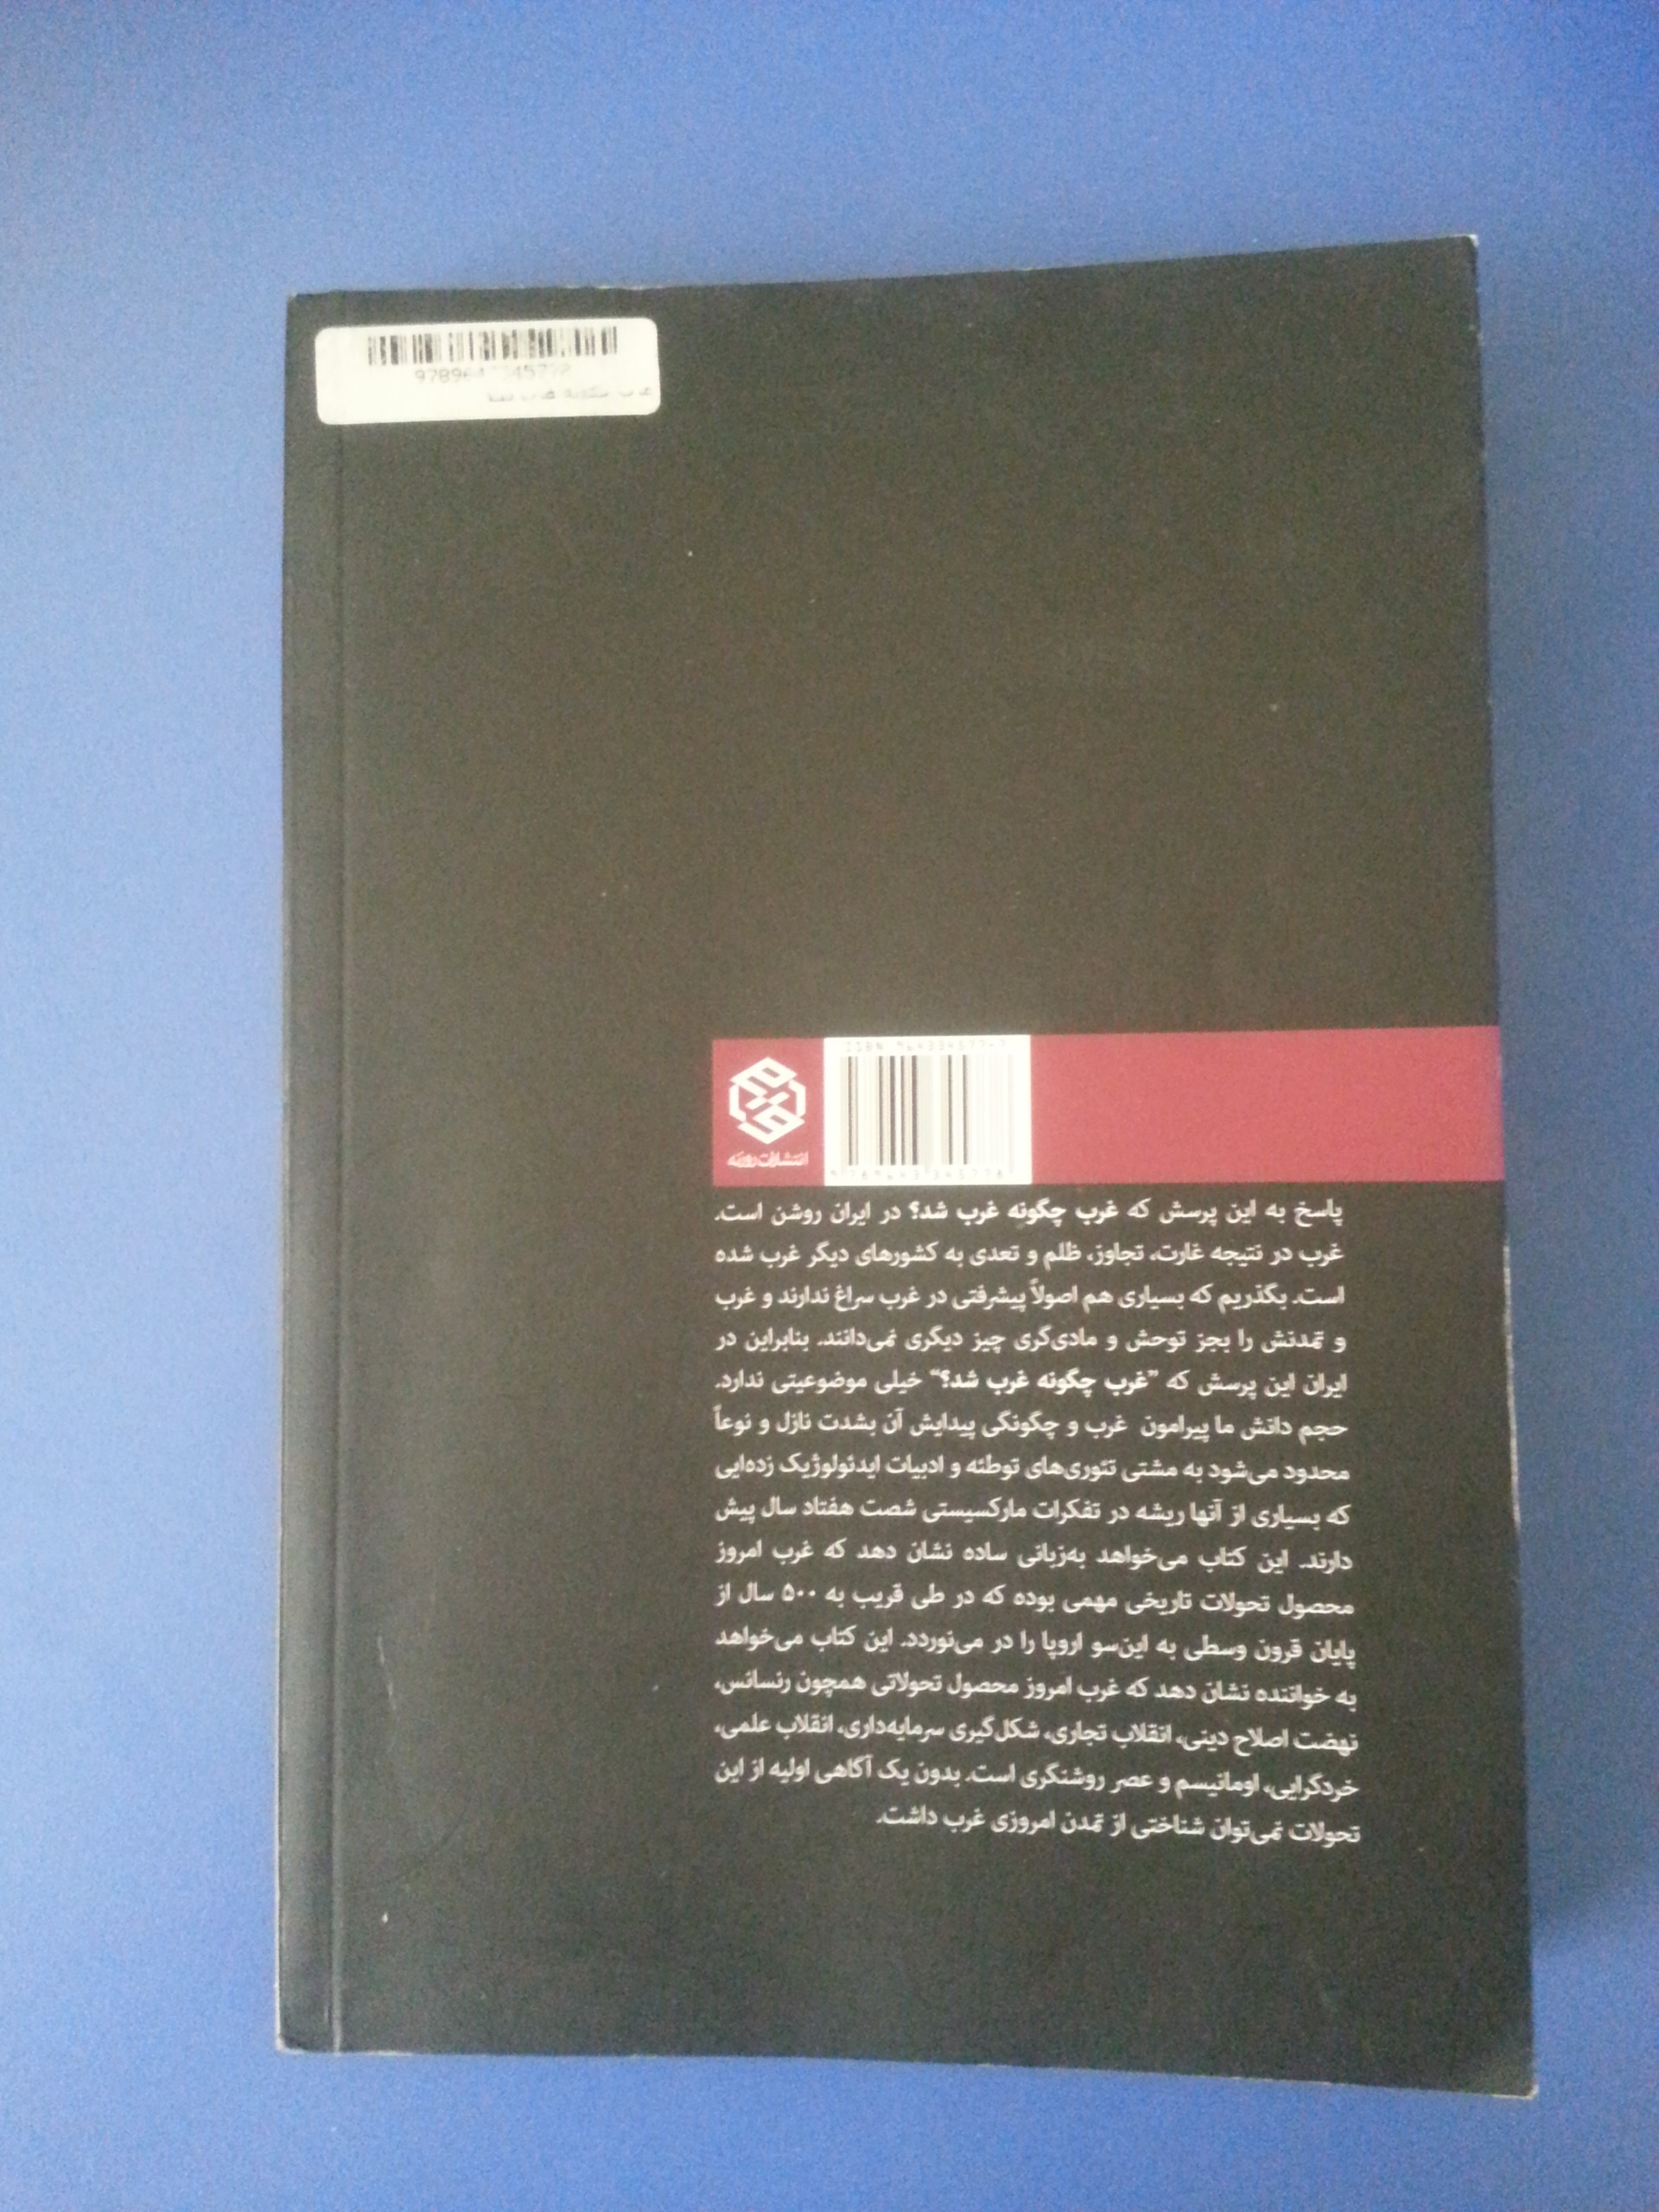 انتشارات روزنه
پاسخ به این پرسش که غرب چگونه غرب شد؟ در ایران روشن است.
غرب در نتیجه غارت، تجاوز، ظلم و تعدی به کشورهای دیگر غرب شده
است. بگذریم که بسیاری هم اصولاً پیشرفتی در غرب سراغ ندارند و غرب
و تمدنش را بجز توحش و مادی‌گری چیز دیگری نمی‌دانند. بنابراین در
ایران این پرسش که "غرب چگونه غرب شد؟" خیلی موضوعیتی ندارد.
حجم دانش ما پیرامون غرب و چگونگی پیدایش آن بشدت نازل و نوعاً
محدود می‌شود به مشتی تئوری‌های توطئه و ادبیات ایدئولوژیک زده‌ایی
که بسیاری از آنها ریشه در تفکرات مارکسیستی شصت هفتاد سال پیش
دارند. این کتاب می‌خواهد به‌زبانی ساده نشان دهد که غرب امروز
محصول تحولات تاریخی مهمی بوده که در طی قریب به ۵۰۰ سال از
پایان قرون وسطی به این‌سو اروپا را در می‌نوردد. این کتاب می‌خواهد
به خواننده نشان دهد که غرب امروز محصول تحولاتی همچون رنسانس،
نهضت اصلاح دینی، انقلاب تجاری، شکل‌گیری سرمایه‌داری، انقلاب علمی،
خردگرایی، اومانیسم و عصر روشنگری است. بدون یک آگاهی اولیه از این
تحولات نمی‌توان شناختی از تمدن امروزی غرب داشت.